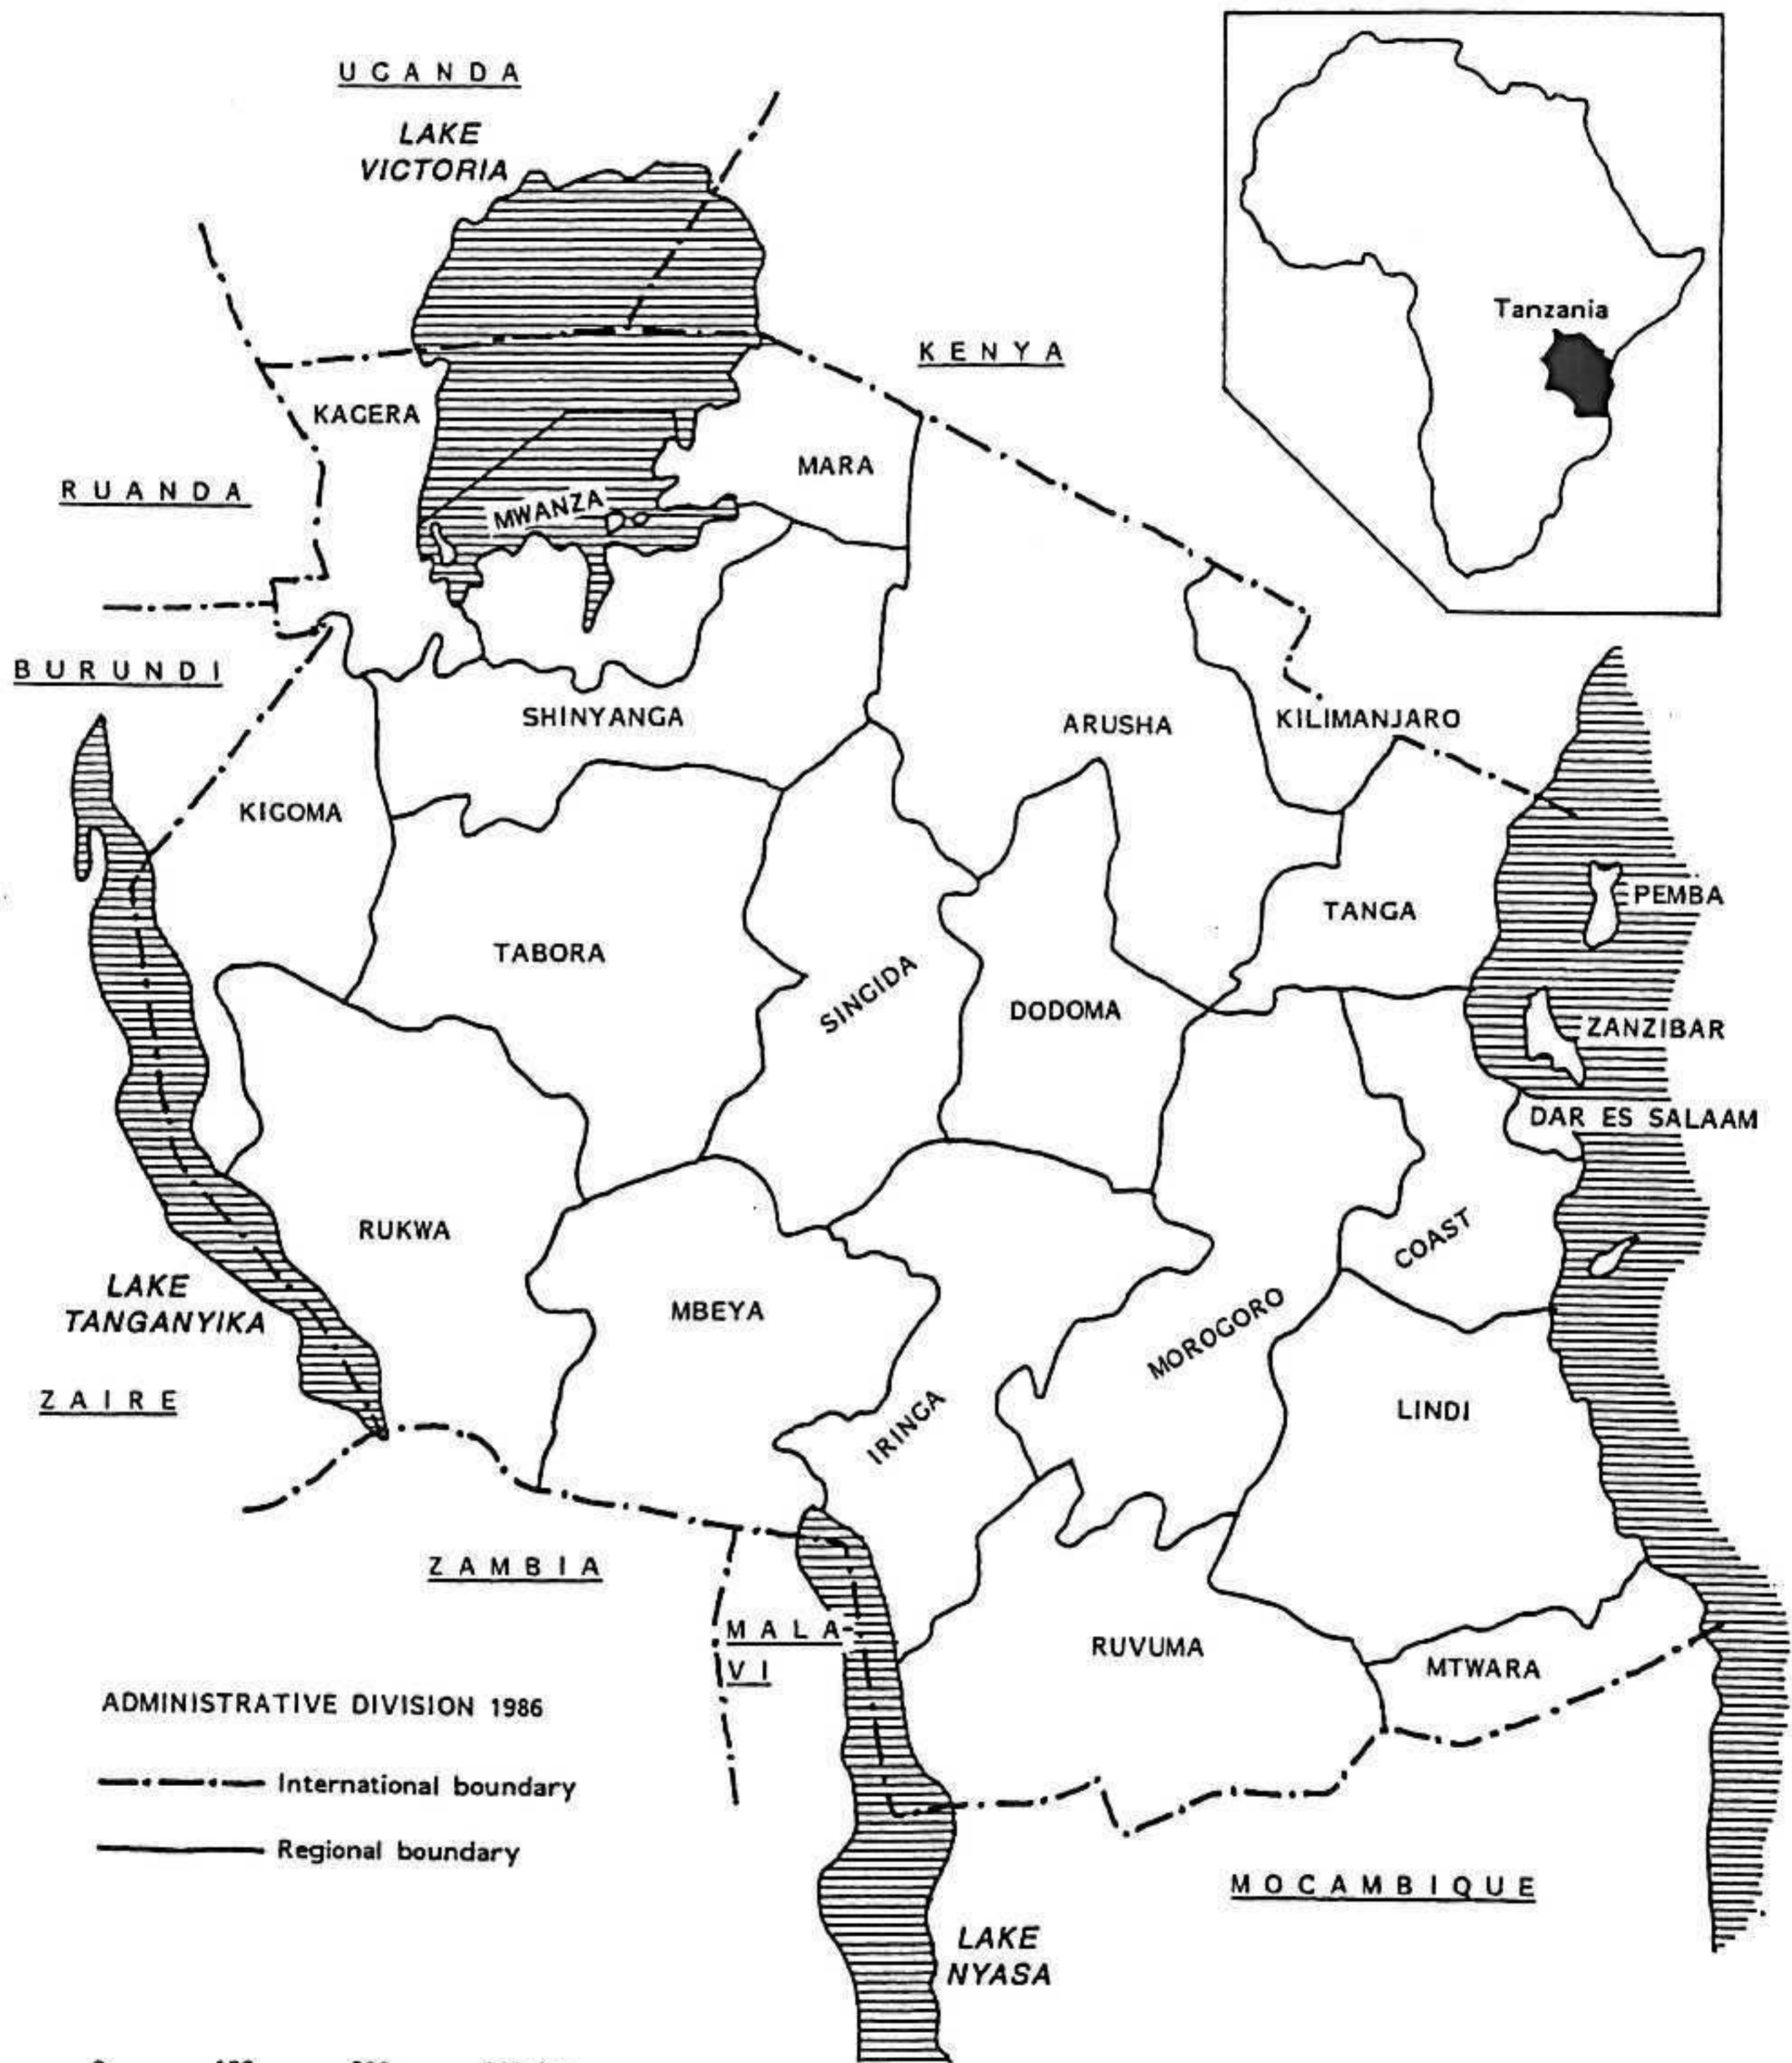 UGANDA
LAKE
VICTORIA
Tanzania
KENYA
KAGERA
MARA
RUANDA
MWANZA
BURUNDI
SHINYANGA
ARUSHA
KILIMANJARO
KIGOMA
PEMBA
TANGA
TABORA
SINGIDA
DODOMA
ZANZIBAR
DAR ES SALAAM
RUKWA
COAST
LAKE
TANGANYIKA
MBEYA
MOROGORO
ZAIRE
IRINGA
LINDI
ZAMBIA
MALA-
VI
RUVUMA
MTWARA
ADMINISTRATIVE DIVISION 1986
International boundary
Regional boundary
MOCAMBIQUE
LAKE
NYASA